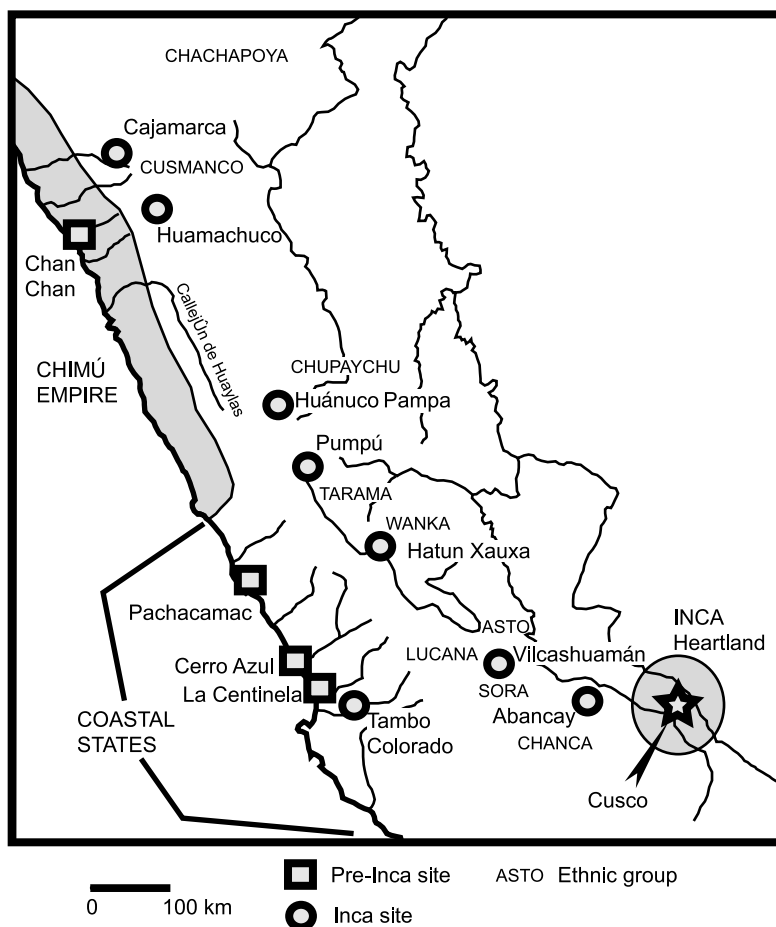 CHACHAPOYA
Cajamarca
CUSMANCO
Huamachuco
Chan
Chan
CallejÛn de Huaylas
CHIMÚ
EMPIRE
CHUPAYCHU
Huánuco Pampa
Pumpú
TARAMA
WANKA
Hatun Xauxa
Pachacamac
INCA
Heartland
ASTO
LUCANA
Vilcashuamán
Cerro Azul
SORA
La Centinela
Abancay
COASTAL
STATES
Tambo
Colorado
CHANCA
Cusco
Pre-Inca site
ASTO Ethnic group
0 100 km
Inca site